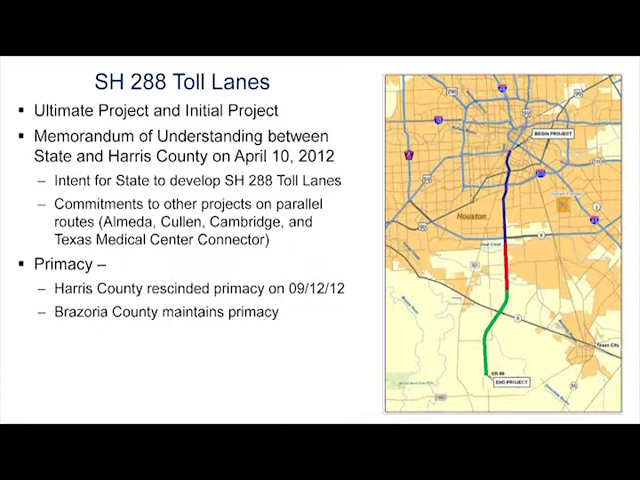 SH 288 Toll Lanes
▪ Ultimate Project and Initial Project
▪ Memorandum of Understanding between
State and Harris County on April 10, 2012
– Intent for State to develop SH 288 Toll Lanes
– Commitments to other projects on parallel
routes (Almeda, Cullen, Cambridge, and
Texas Medical Center Connector)
▪ Primacy –
– Harris County rescinded primacy on 09/12/12
– Brazoria County maintains primacy
BEGIN PROJECT
Houston
Texas City
END PROJECT